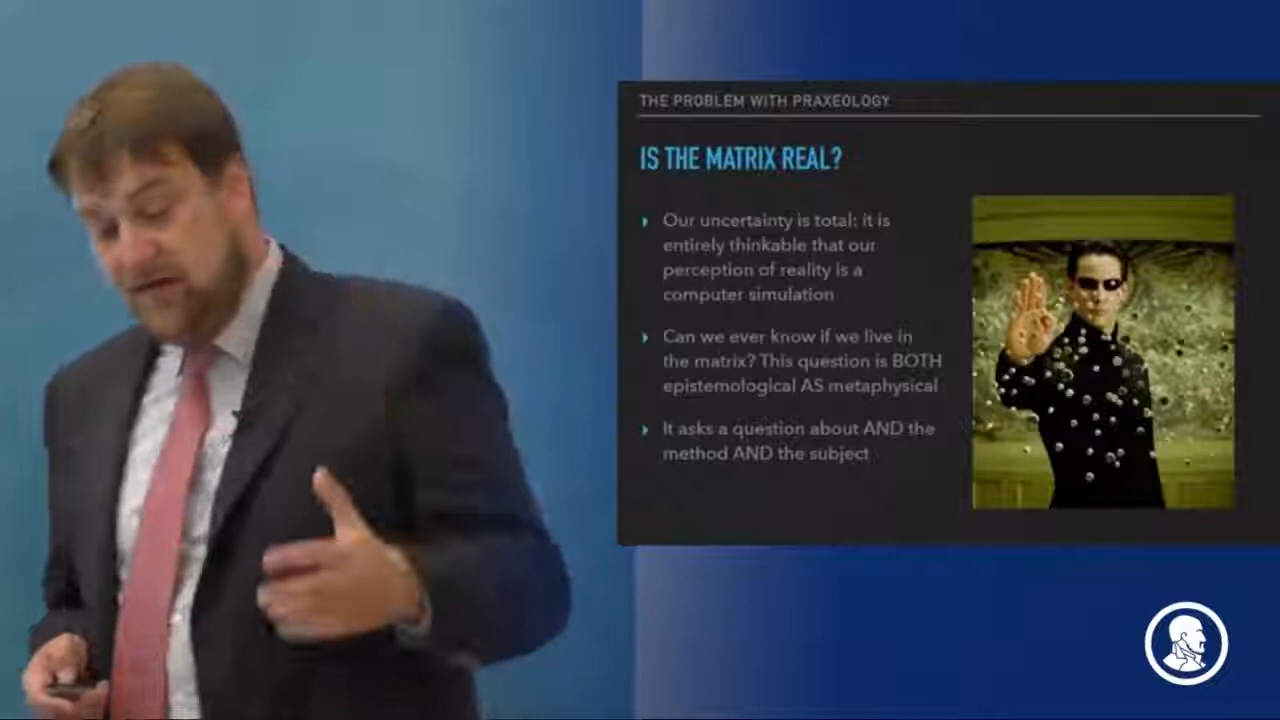 THE PROBLEM WITH PRAXEOLOGY
IS THE MATRIX REAL?
Our uncertainty is total: it is
entirely thinkable that our
perception of reality is a
computer simulation
Can we ever know if we live in
the matrix? This question is BOTH
epistemological AS metaphysical
It asks a question about AND the
method AND the subject